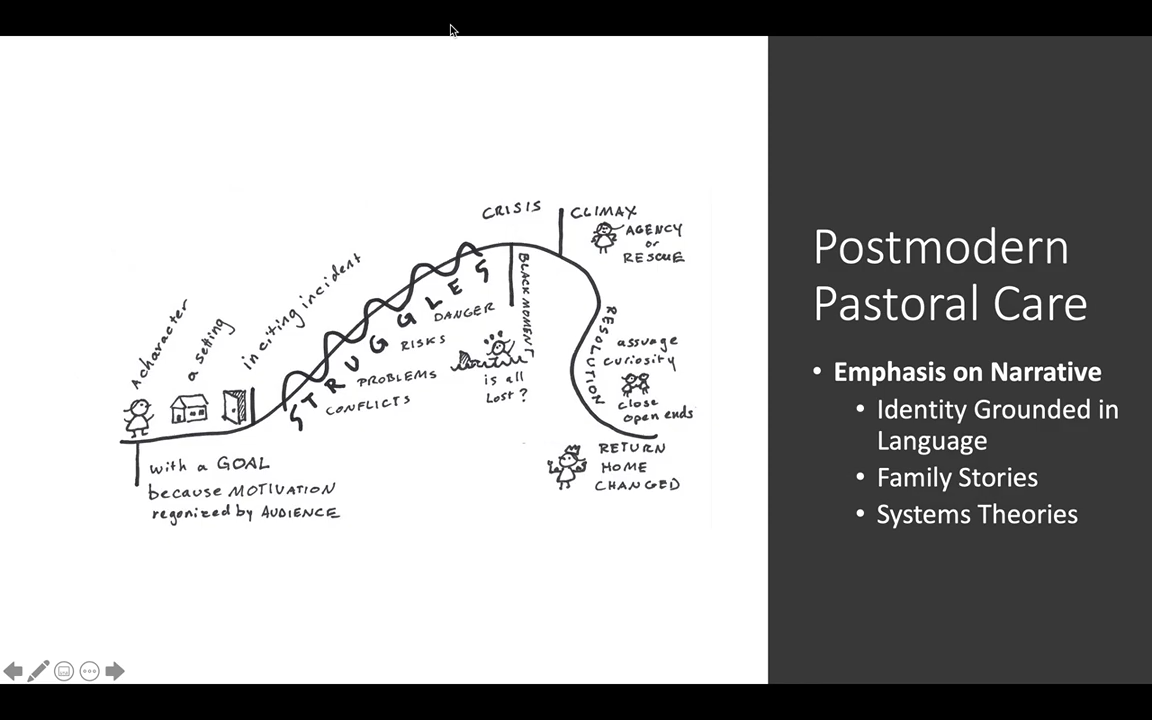 A character
a setting
inciting incident
with a GOAL
because MOTIVATION
regonized by AUDIENCE
STRUGGLES
CONFLICTS
PROBLEMS
RISKS
DANGER
is all
Lost?
BLACK MOMENT
CRISIS
CLIMAX
AGENCY
or
RESCUE
RESOLUTION
assuage
curiosity
close
open ends
RETURN
HOME
CHANGED
Postmodern
Pastoral Care
• Emphasis on Narrative
• Identity Grounded in
Language
• Family Stories
• Systems Theories